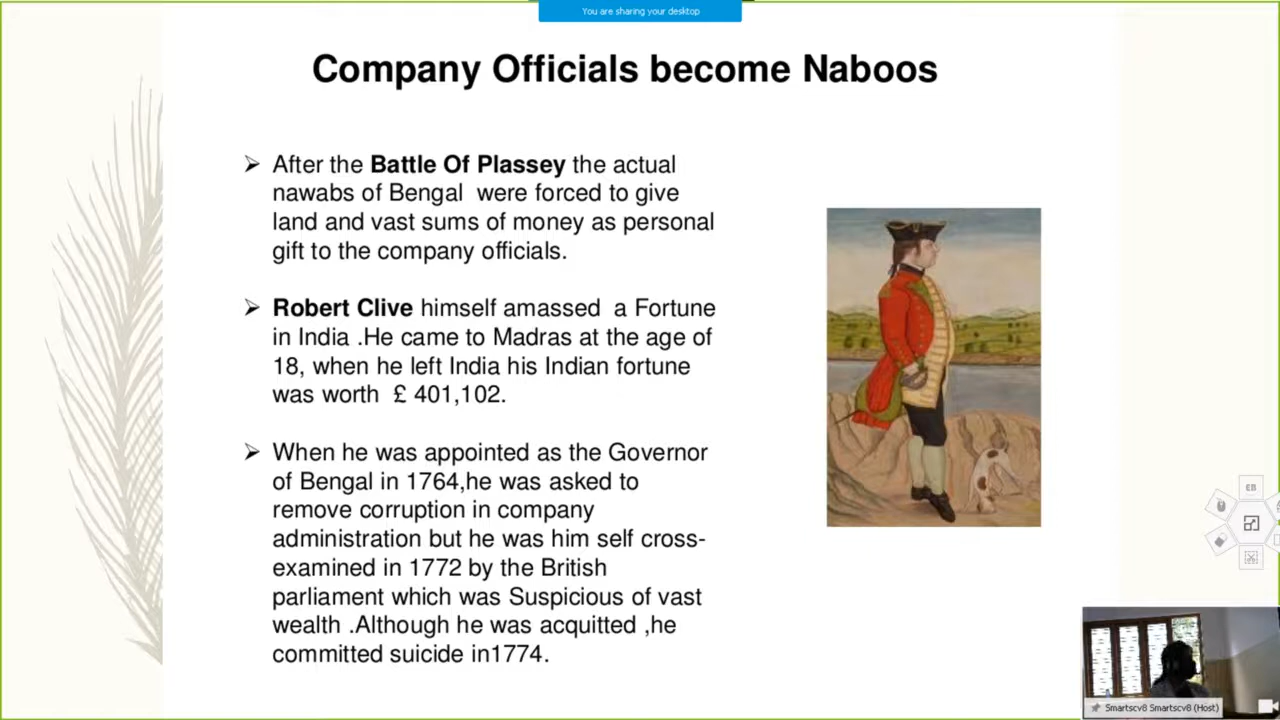 You are sharing your desktop
Company Officials become Naboos
➢ After the Battle Of Plassey the actual
nawabs of Bengal were forced to give
land and vast sums of money as personal
gift to the company officials.
➢ Robert Clive himself amassed a Fortune
in India .He came to Madras at the age of
18, when he left India his Indian fortune
was worth £ 401,102.
➢ When he was appointed as the Governor
of Bengal in 1764,he was asked to
remove corruption in company
administration but he was him self cross-
examined in 1772 by the British
parliament which was Suspicious of vast
wealth .Although he was acquitted ,he
committed suicide in1774.
EB
Smartscv8 Smartscv8 (Host)